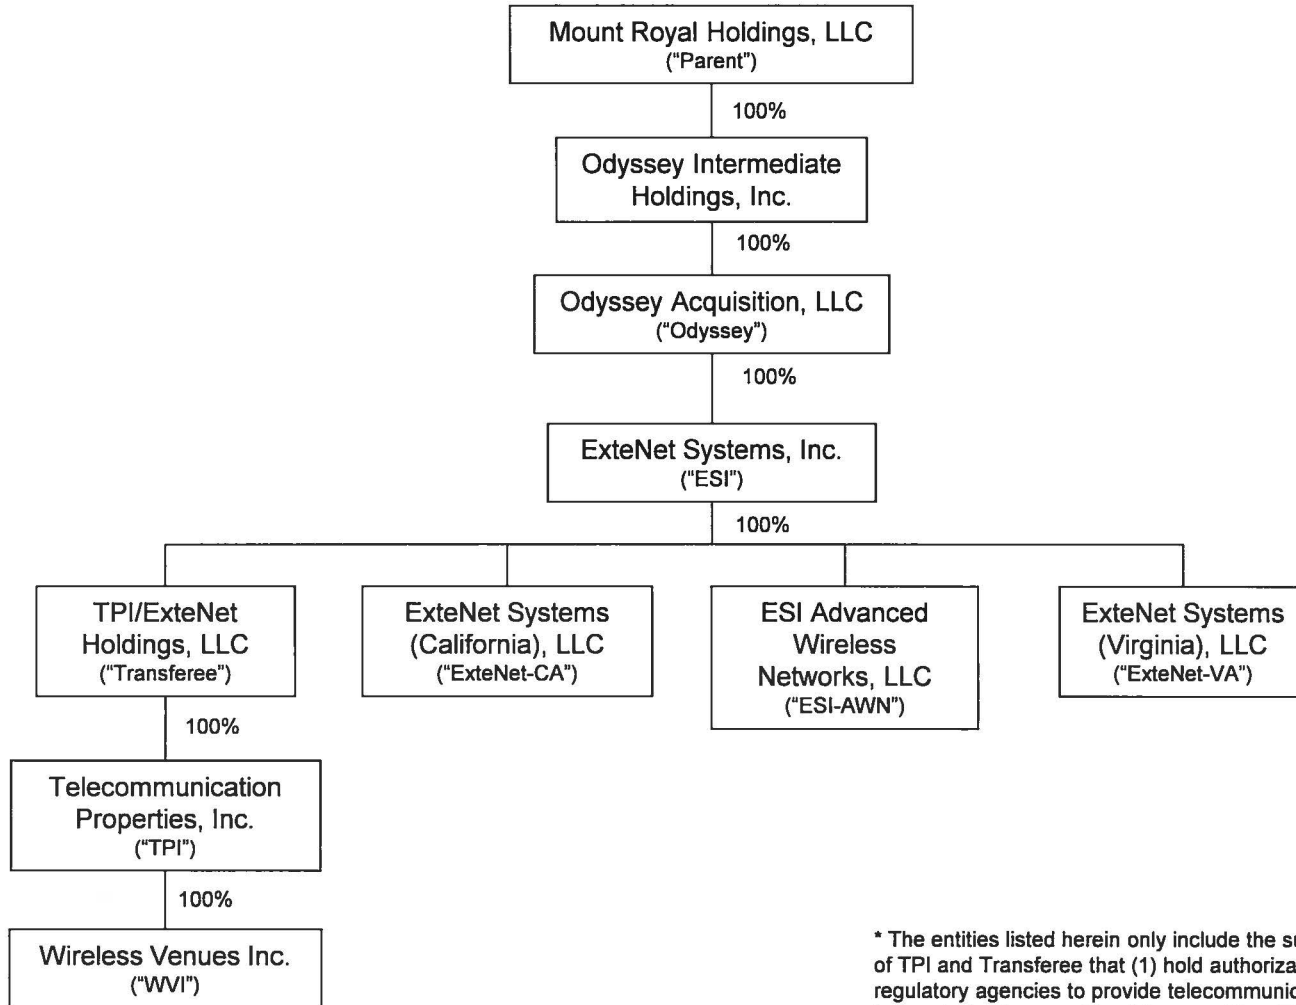 Mount Royal Holdings, LLC
("Parent")
100%
Odyssey Intermediate
Holdings, Inc.
100%
Odyssey Acquisition, LLC
("Odyssey")
100%
ExteNet Systems, Inc.
("ESI")
100%
TPI/ExteNet
Holdings, LLC
("Transferee")
ExteNet Systems
(California), LLC
("ExteNet-CA")
ESI Advanced
Wireless
Networks, LLC
("ESI-AWN")
ExteNet Systems
(Virginia), LLC
("ExteNet-VA")
100%
Telecommunication
Properties, Inc.
("TPI")
100%
Wireless Venues Inc.
("WVI")
* The entities listed herein only include the su
of TPI and Transferee that (1) hold authoriza
regulatory agencies to provide telecommunic